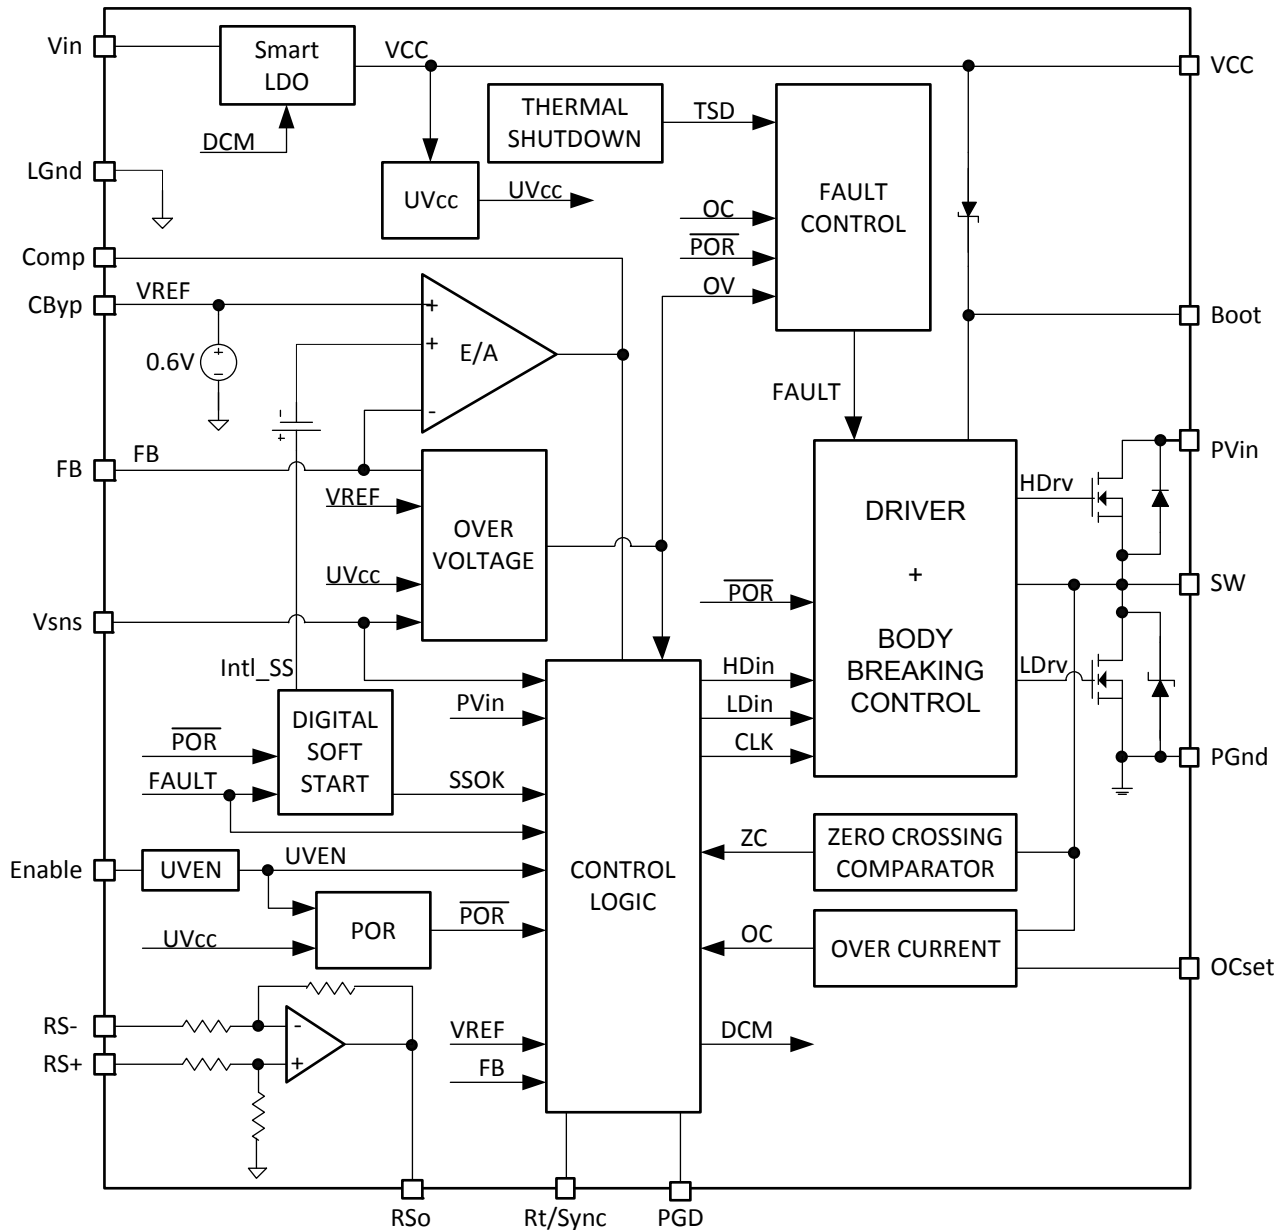 Vin
Smart
LDO
VCC
VCC
DCM
THERMAL
SHUTDOWN
TSD
LGnd
UVcc
UVcc
FAULT
CONTROL
OC
POR
OV
Comp
CByp
VREF
+
+
-
E/A
0.6V
+
-
-
+
Boot
FAULT
FB
FB
VREF
OVER
VOLTAGE
UVcc
Vsns
DRIVER
+
BODY
BREAKING
CONTROL
HDrv
LDrv
PVin
SW
PGnd
POR
Intl_SS
HDin
LDin
CLK
PVin
DIGITAL
SOFT
START
POR
FAULT
SSOK
Enable
UVEN
UVEN
CONTROL
LOGIC
ZC
ZERO CROSSING
COMPARATOR
UVcc
POR
POR
OC
OVER CURRENT
OCset
RS-
RS+
-
+
VREF
FB
DCM
RSo
Rt/Sync
PGD